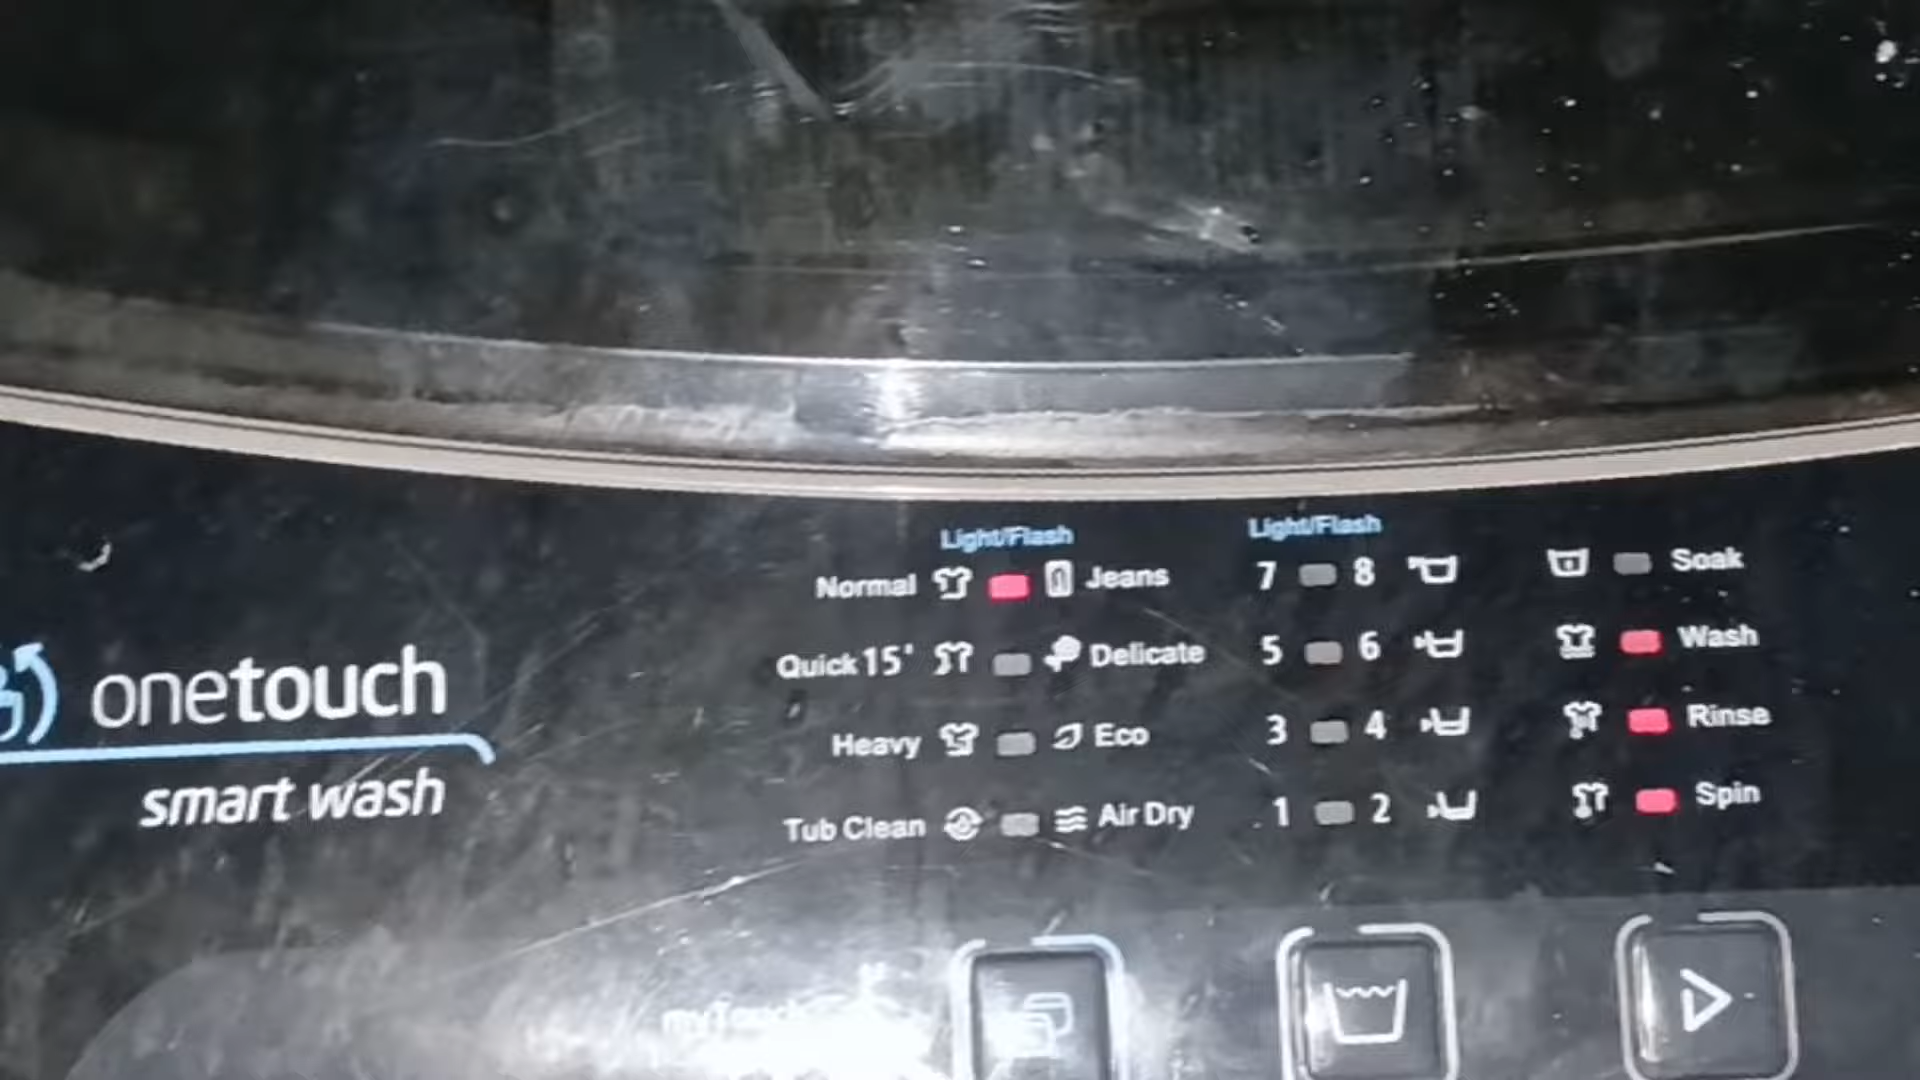 Light/Flash Light/Flash
Normal Jeans 7 8 Soak
Quick 15' Delicate 5 6 Wash
Heavy Eco 3 4 Rinse
Tub Clean Air Dry 1 2 Spin
onetouch
smart wash
myTouch